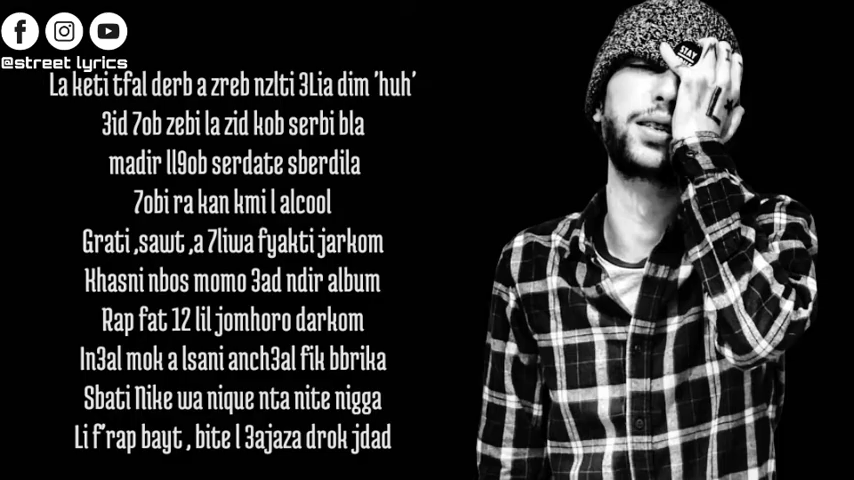 @street lyrics
La keti tfal derb a zreb nzlti 3Lia dim 'huh'
3id 7ob zebi la zid kob serbi bla
madir ll9ob serdate sberdila
7obi ra kan kmi l alcool
Grati ,sawt ,a 7liwa fyakti jarkom
Khasni nbos momo 3ad ndir album
Rap fat 12 lil jomhoro darkom
In3al mok a lsani anch3al fik bbrika
Sbati Nike wa nique nta nite nigga
Li f'rap bayt , bite l 3ajaza drok jdad
STAY